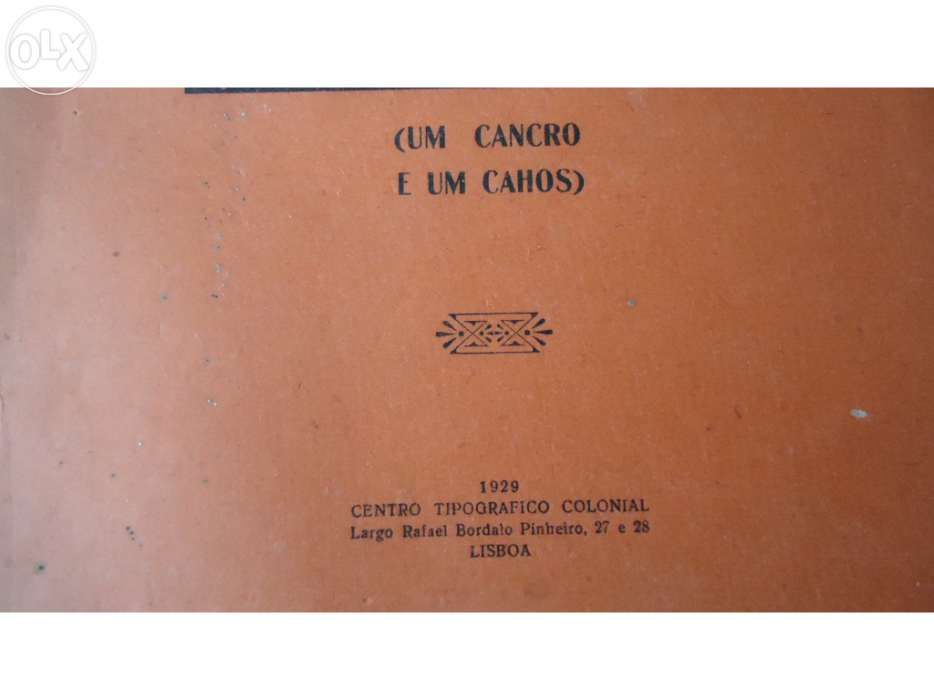 OLX
(UM CANCRO
E UM CAHOS)
1929
CENTRO TIPOGRAFICO COLONIAL
Largo Rafael Bordalo Pinheiro, 27 e 28
LISBOA